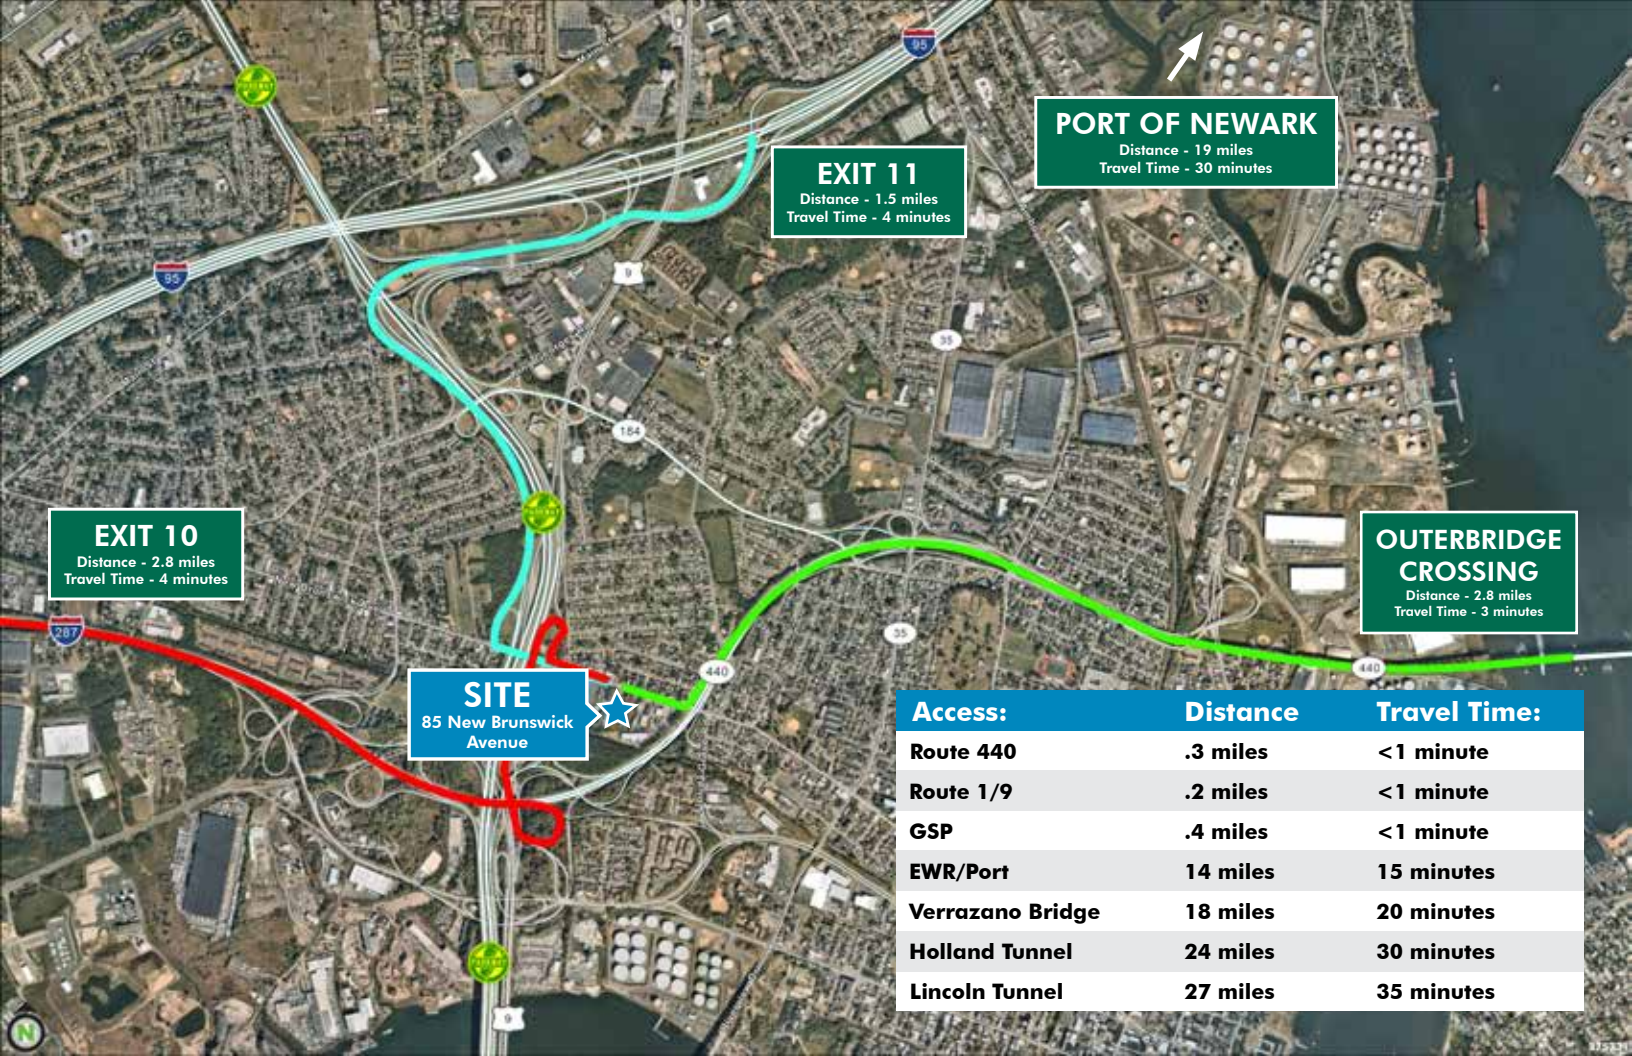 95
PORT OF NEWARK
Distance - 19 miles
Travel Time - 30 minutes
EXIT 11
Distance - 1.5 miles
Travel Time - 4 minutes
95
9
35
184
EXIT 10
Distance - 2.8 miles
Travel Time - 4 minutes
OUTERBRIDGE
CROSSING
Distance - 2.8 miles
Travel Time - 3 minutes
287
35
440
440
SITE
85 New Brunswick
Avenue
Access: Distance Travel Time:
Route 440 .3 miles <1 minute
Route 1/9 .2 miles <1 minute
GSP .4 miles <1 minute
EWR/Port 14 miles 15 minutes
Verrazano Bridge 18 miles 20 minutes
Holland Tunnel 24 miles 30 minutes
Lincoln Tunnel 27 miles 35 minutes
9
N